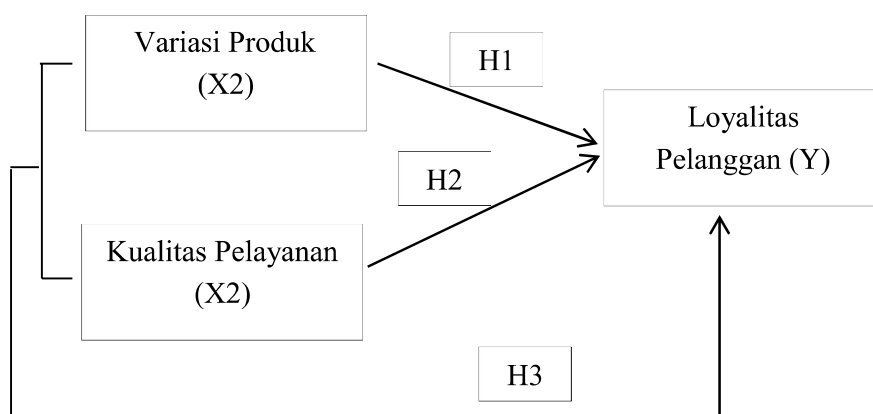 Variasi Produk
(X2)
H1
Loyalitas
Pelanggan (Y)
H2
Kualitas Pelayanan
(X2)
H3